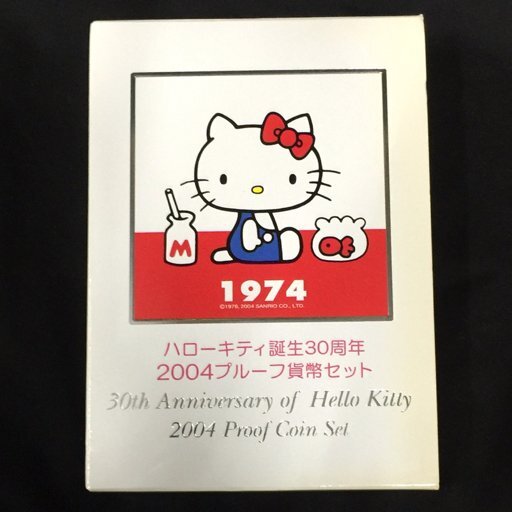 M
OF
1974
©1976, 2004 SANRIO CO., LTD.
ハローキティ誕生30周年
2004プルーフ貨幣セット
30th Anniversary of Hello Kitty
2004 Proof Coin Set